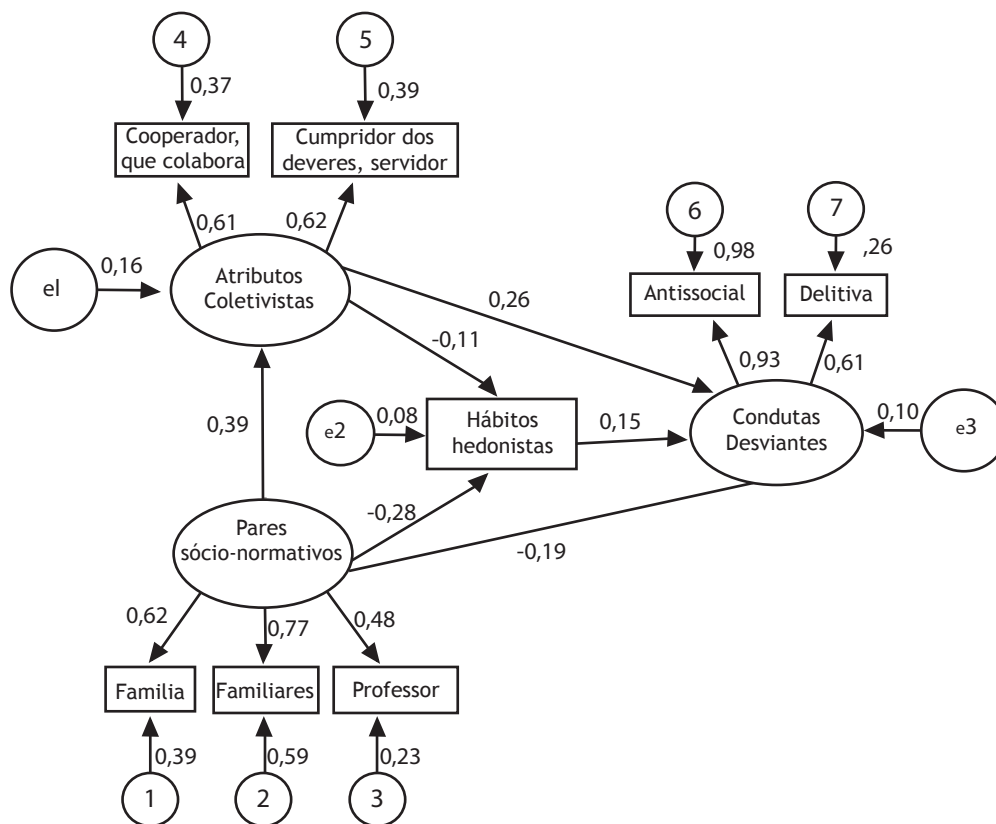 4
5
0,37
0,39
Cooperador,
que colabora
Cumpridor dos
deveres, servidor
0,61
0,62
6
7
0,98
,26
Antissocial
Delitiva
el
0,16
Atributos
Coletivistas
0,26
-0,11
0,93
0,61
0,39
e2
0,08
Hábitos
hedonistas
0,15
Condutas
Desviantes
0,10
e3
-0,28
-0,19
Pares
sócio-normativos
0,62
0,77
0,48
Familia
Familiares
Professor
0,39
0,59
0,23
1
2
3